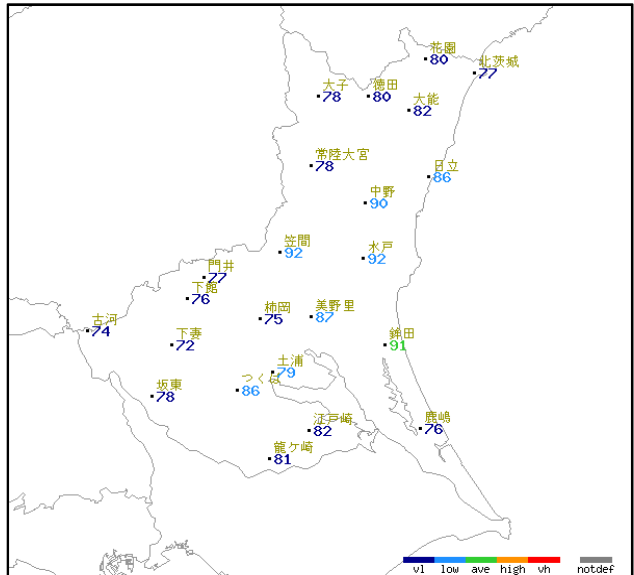 花園
80
北茨城
77
大子
78
徳田
80
大能
82
常陸大宮
78
日立
86
中野
90
笠間
92
水戸
92
門井
77
下館
76
古河
74
柿岡
75
美野里
87
下妻
72
鉾田
91
土浦
79
つくば
86
坂東
78
鹿嶋
76
江戸崎
82
龍ケ崎
81
vl low ave high vh notdef